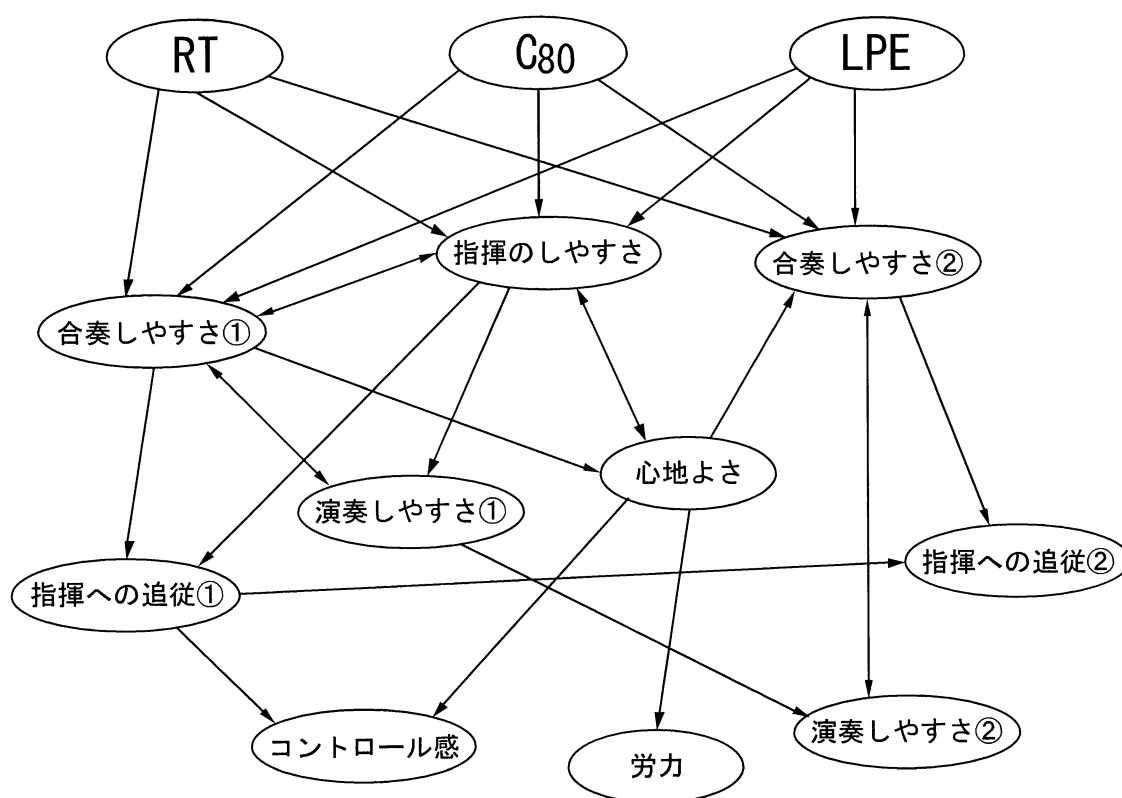 RT
C80
LPE
指揮のしやすさ
合奏しやすさ②
合奏しやすさ①
心地よさ
演奏しやすさ①
指揮への追従②
指揮への追従①
コントロール感
労力
演奏しやすさ②